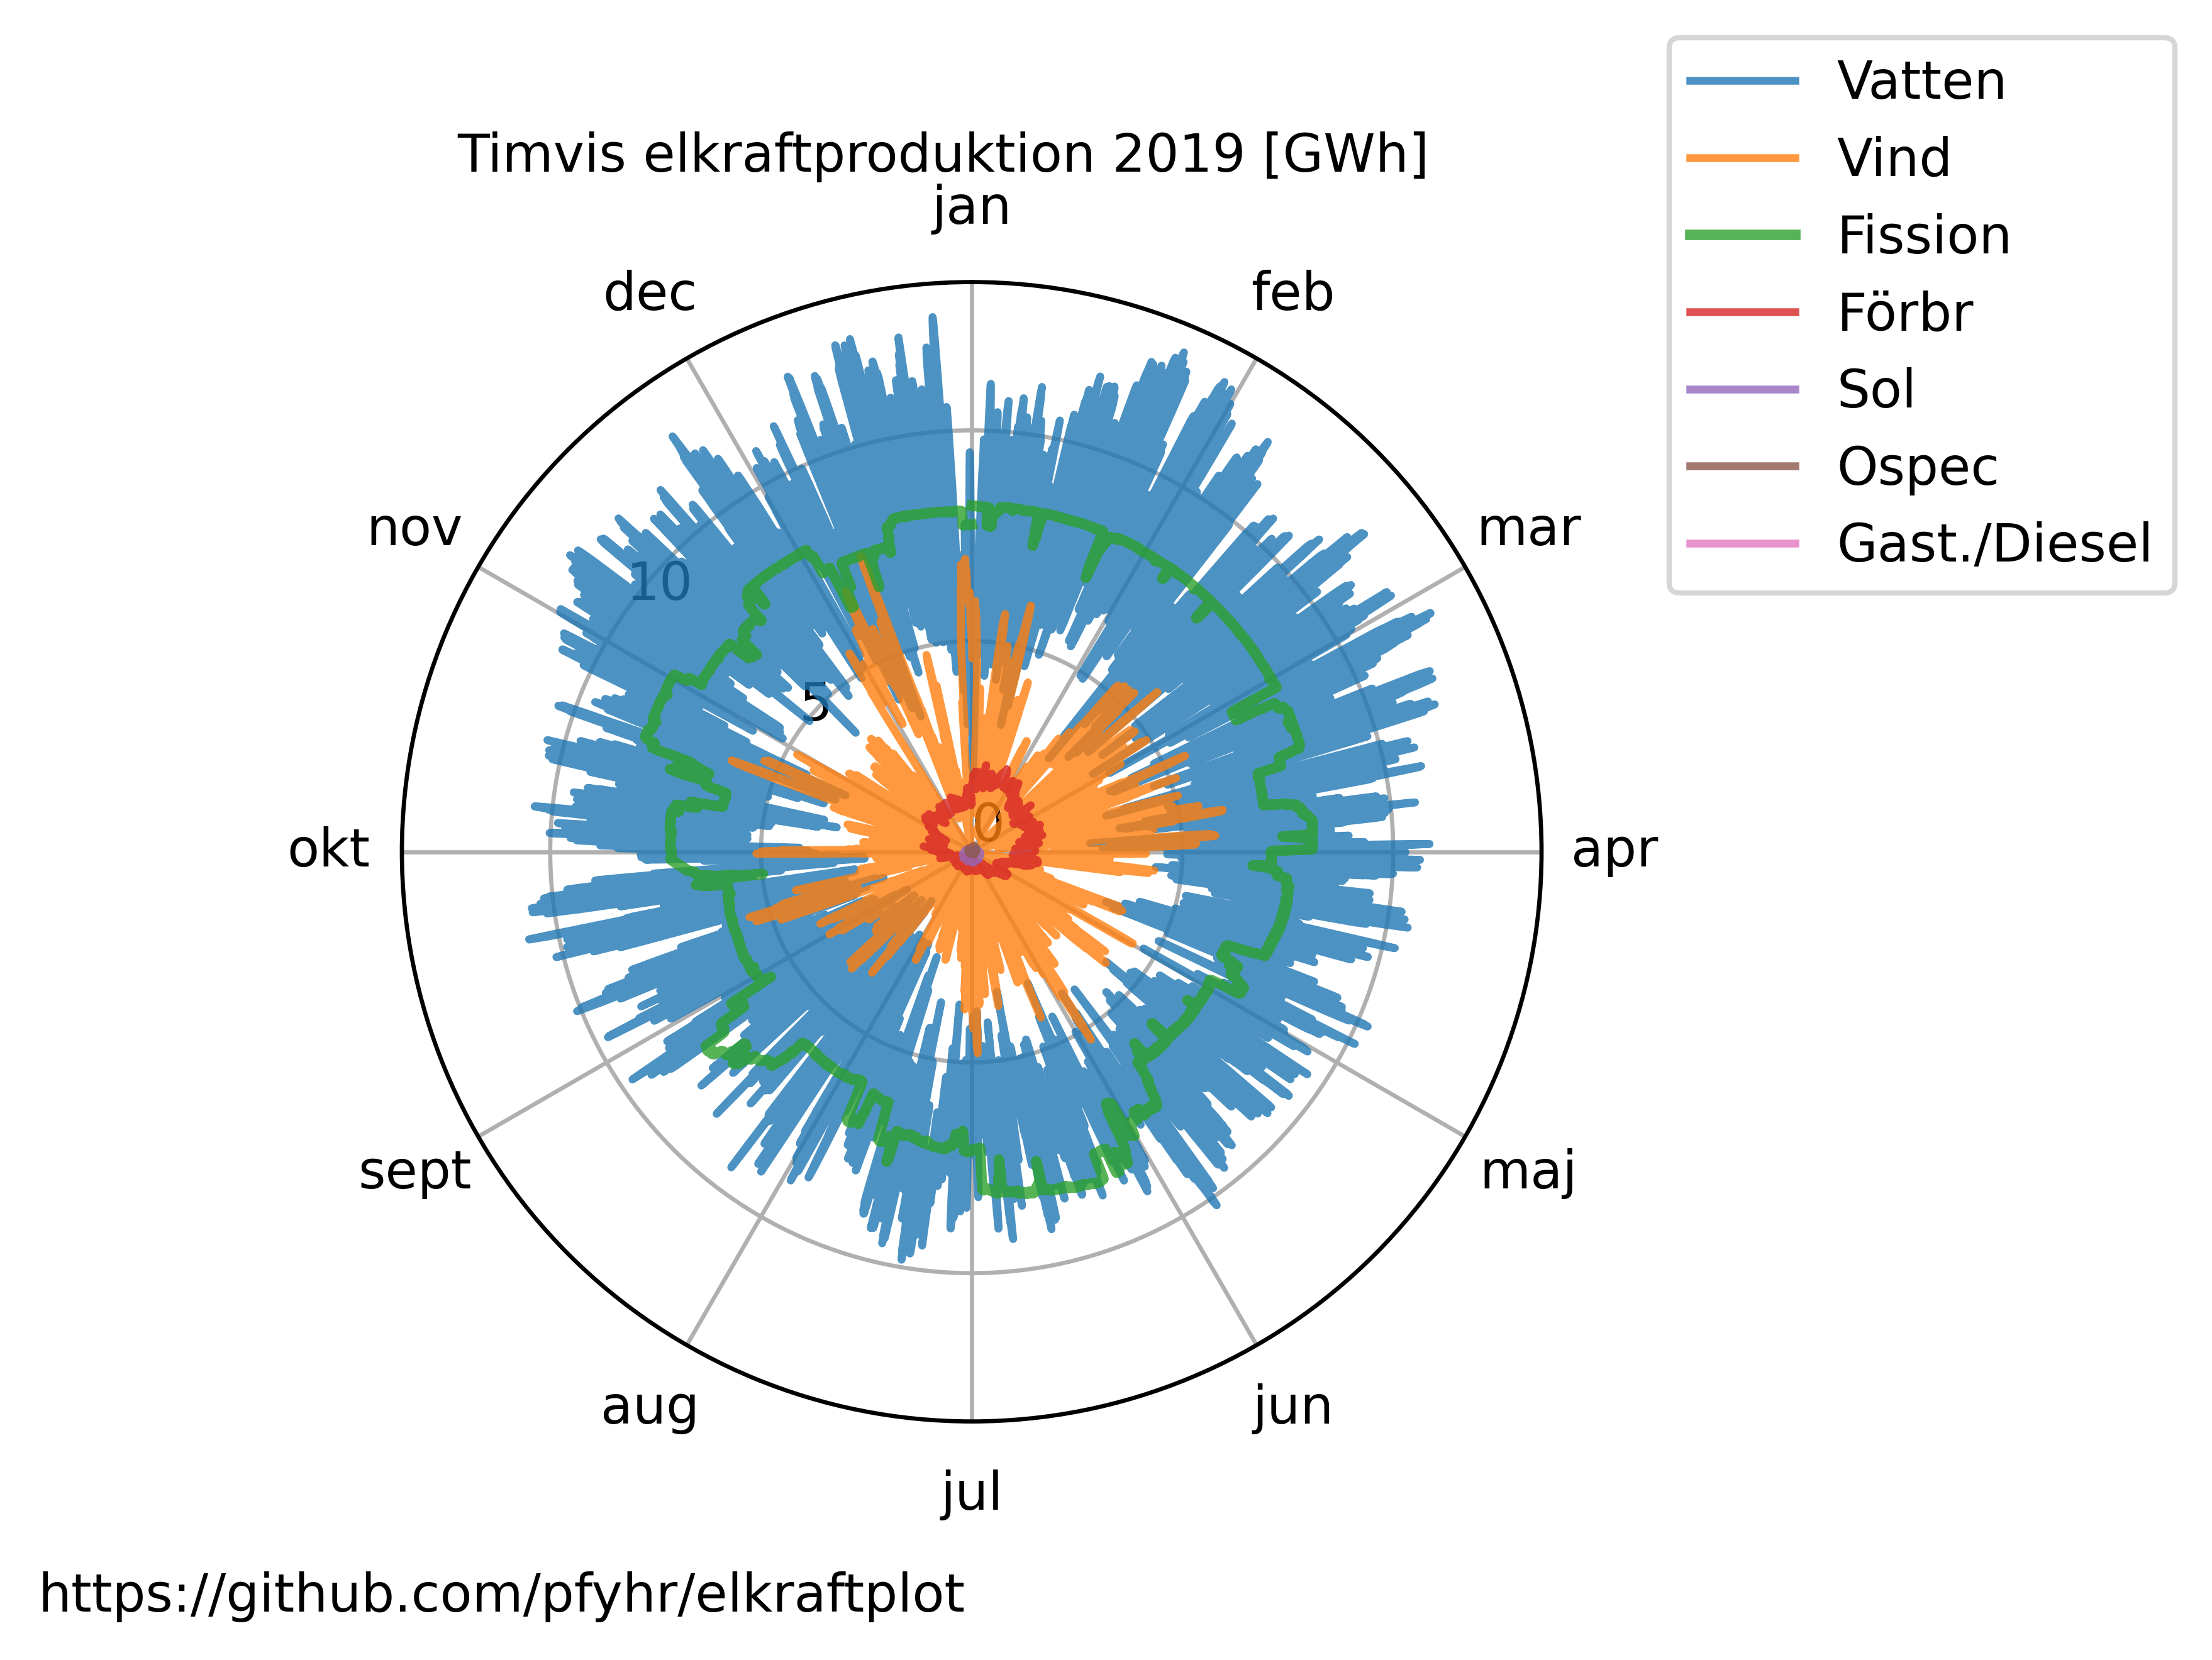 Timvis elkraftproduktion 2019 [GWh]
jan
feb
mar
apr
maj
jun
jul
aug
sept
okt
nov
dec
10
5
0
Vatten
Vind
Fission
Förbr
Sol
Ospec
Gast./Diesel
https://github.com/pfyhr/elkraftplot